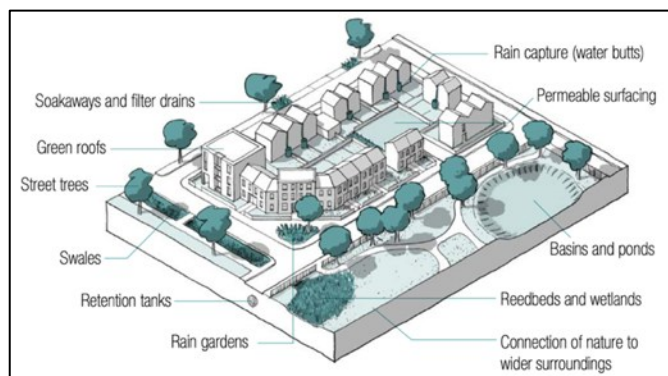 Rain capture (water butts)
Soakaways and filter drains
Permeable surfacing
Green roofs
Street trees
Swales
Basins and ponds
Retention tanks
Reedbeds and wetlands
Rain gardens
Connection of nature to
wider surroundings